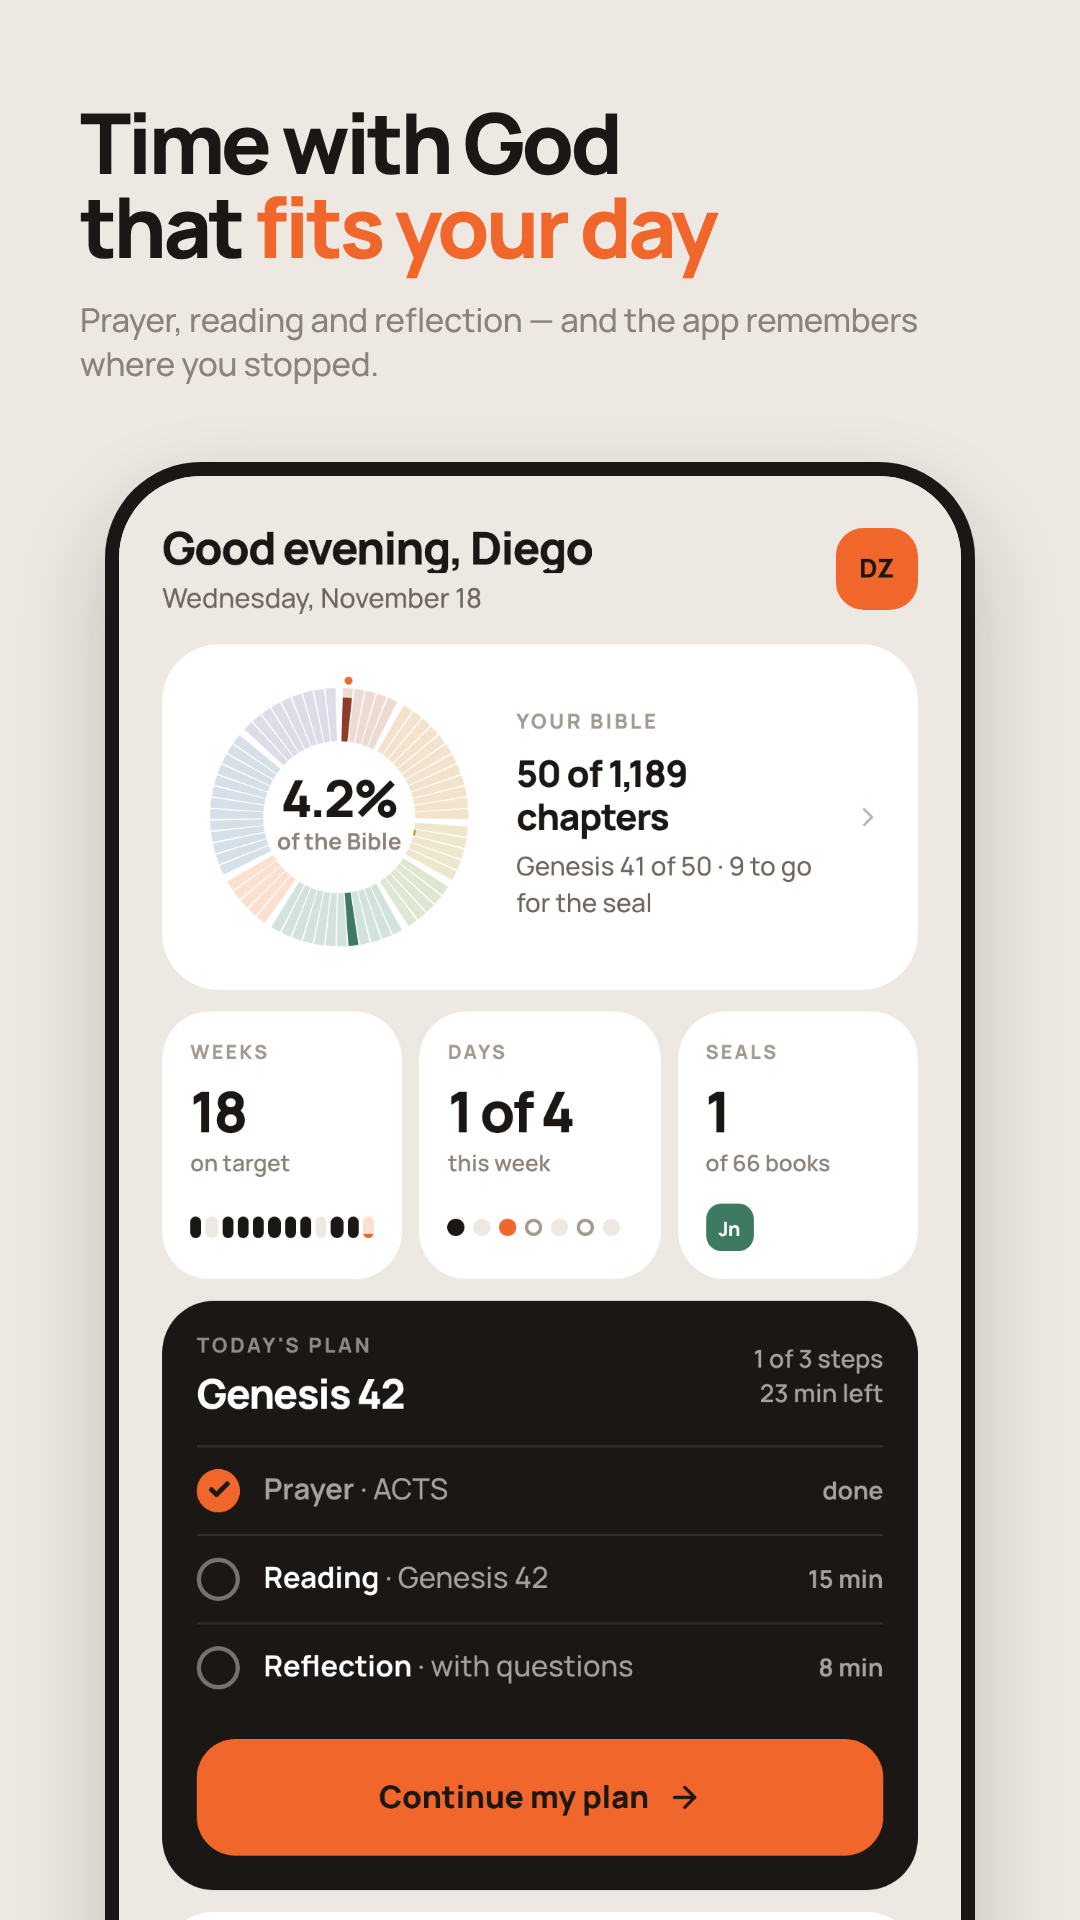 Time with God
that fits your day
Prayer, reading and reflection — and the app remembers
where you stopped.
Good evening, Diego
Wednesday, November 18
DZ
4.2%
of the Bible
YOUR BIBLE
50 of 1,189
chapters
Genesis 41 of 50 · 9 to go
for the seal
WEEKS
18
on target
DAYS
1 of 4
this week
SEALS
1
of 66 books
Jn
TODAY'S PLAN
Genesis 42
1 of 3 steps
23 min left
Prayer · ACTS
done
Reading · Genesis 42
15 min
Reflection · with questions
8 min
Continue my plan →